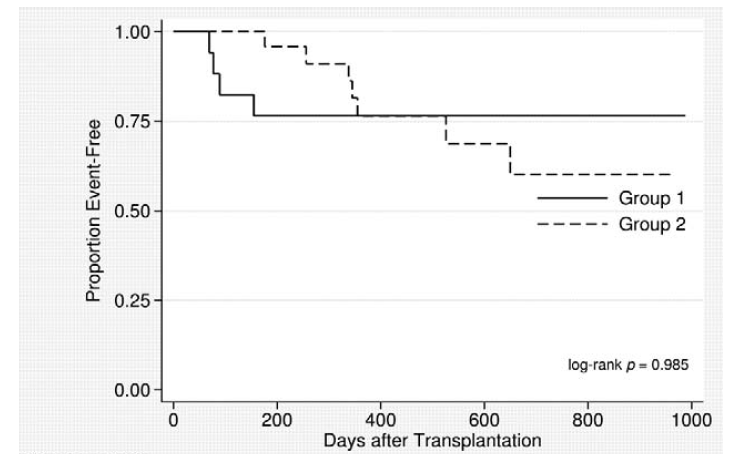 Proportion Event-Free
1.00
0.75
0.50
0.25
0.00
Group 1
Group 2
log-rank p = 0.985
0 200 400 600 800 1000
Days after Transplantation